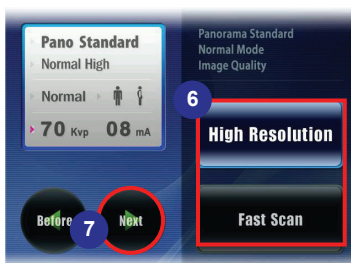 Pano Standard
Normal High
Normal
70 Kvp 08 mA
Before
7
Next
Panorama Standard
Normal Mode
Image Quality
6
High Resolution
Fast Scan